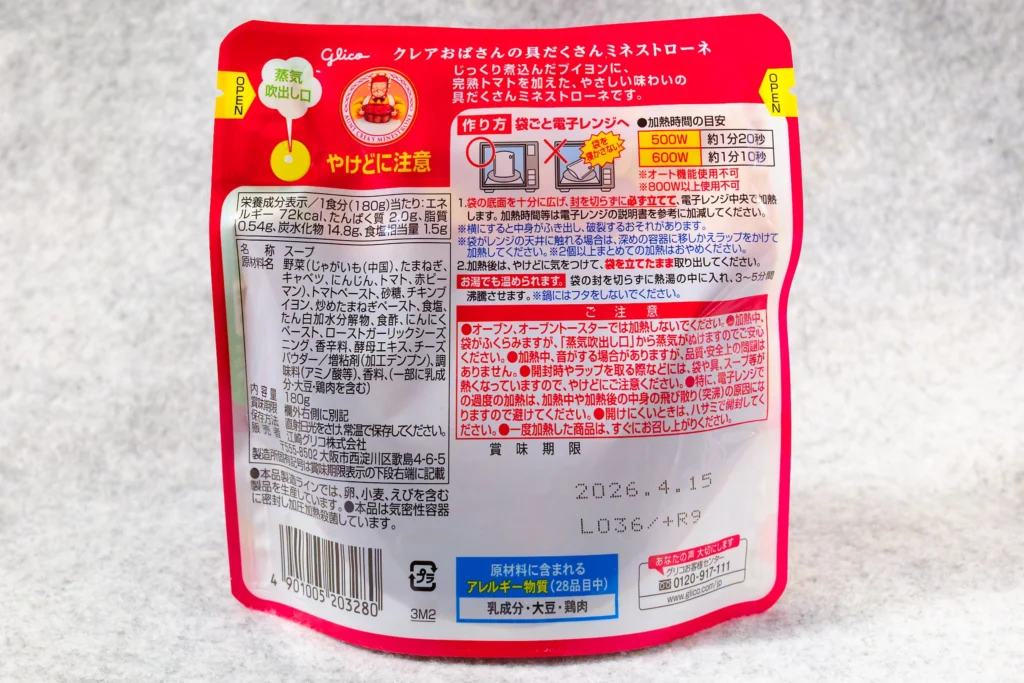 Glico クレアおばさんの具だくさんミネストローネ
じっくり煮込んだブイヨンに、
完熟トマトを加えた、やさしい味わいの
具だくさんミネストローネです。
OPEN
OPEN
蒸気
吹出し口
やけどに注意
作り方 袋ごと電子レンジへ
袋を
寝かさない
●加熱時間の目安
500W 約1分20秒
600W 約1分10秒
※オート機能使用不可
※800W以上使用不可
1.袋の底面を十分に広げ、封を切らずに必ず立てて、電子レンジ中央で加熱
します。加熱時間等は電子レンジの説明書を参考に加減してください。
※横にすると中身がふき出し、破裂するおそれがあります。
※袋がレンジの天井に触れる場合は、深めの容器に移しかえラップをかけて
加熱してください。※2個以上まとめての加熱はおやめください。
2.加熱後は、やけどに気をつけて、袋を立てたまま取り出してください。
お湯でも温められます。 袋の封を切らずに熱湯の中に入れ、3〜5分間
沸騰させます。※鍋にはフタをしないでください。
栄養成分表示/1食分(180g)当たり:エネ
ルギー 72kcal、たんぱく質 2.0g、脂質
0.54g、炭水化物 14.8g、食塩相当量 1.5g
名称 スープ
原材料名 野菜(じゃがいも(中国)、たまねぎ、
キャベツ、にんじん、トマト、赤ピー
マン)、トマトペースト、砂糖、チキンブ
イヨン、炒めたまねぎペースト、食塩、
たん白加水分解物、食酢、にんにく
ペースト、ローストガーリックシーズ
ニング、香辛料、酵母エキス、チーズ
パウダー/増粘剤(加工デンプン)、調
味料(アミノ酸等)、香料、(一部に乳成
分・大豆・鶏肉を含む)
内容量 180g
賞味期限 欄外右側に別記
保存方法 直射日光をさけ、常温で保存してください。
販売者 江崎グリコ株式会社
〒555-8502 大阪市西淀川区歌島4-6-5
製造所固有記号は賞味期限表示の下段右端に記載
●本品製造ラインでは、卵、小麦、えびを含む
製品を生産しています。●本品は気密性容器
に密封し加圧加熱殺菌しています。
ご注意
●オーブン、オーブントースターでは加熱しないでください。●加熱中、
袋がふくらみますが、「蒸気吹出し口」から蒸気がぬけますのでご安心
ください。●加熱中、音がする場合がありますが、品質・安全上の問題は
ありません。●開封時やラップを取る際などには、袋や具、スープ等が
熱くなっていますので、やけどにご注意ください。●特に、電子レンジで
の過度の加熱は、加熱中や加熱後の中身の飛び散り(突沸)の原因にな
りますので避けてください。●開けにくいときは、ハサミで開封してく
ださい。●一度加熱した商品は、すぐにお召し上がりください。
賞味期限
2026.4.15
L036/+R9
4 901005 203280
プラ
3M2
原材料に含まれる
アレルギー物質(28品目中)
乳成分・大豆・鶏肉
あなたの声 大切にします
グリコお客様センター
0120-917-111
www.glico.com/jp